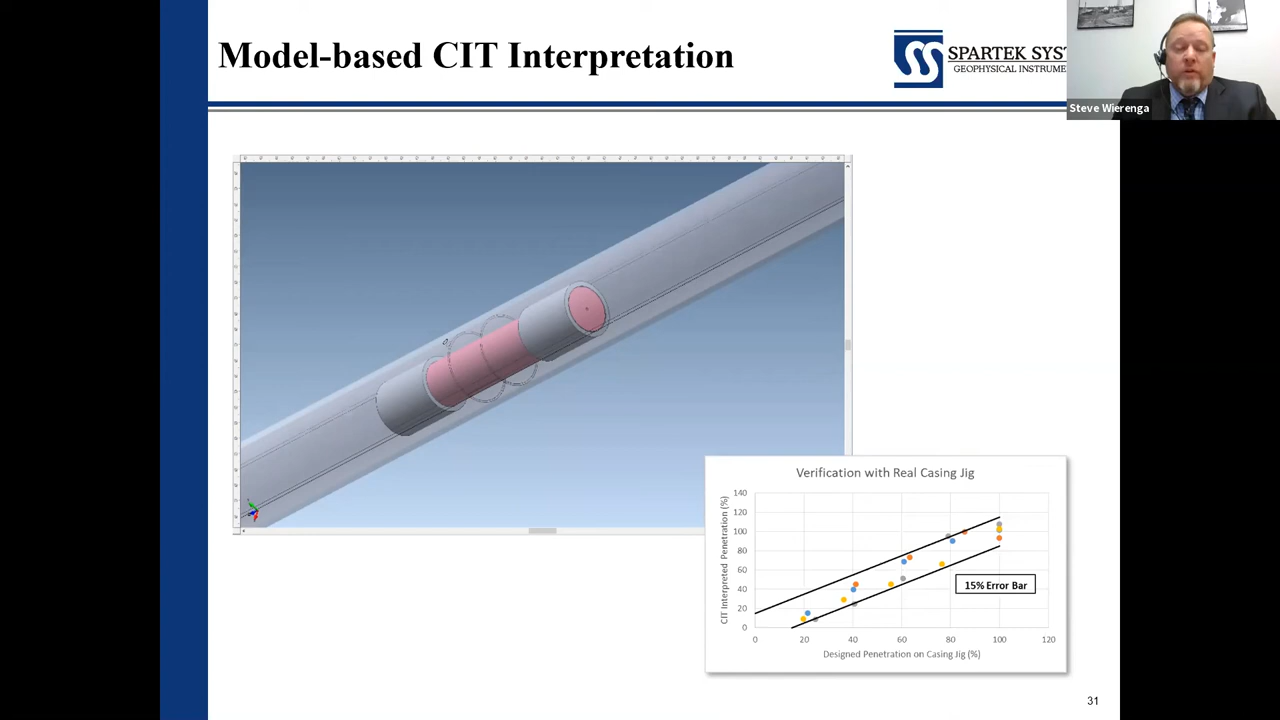 Model-based CIT Interpretation
SPARTEK SYST
GEOPHYSICAL INSTRUME
Steve Wierenga
Verification with Real Casing Jig
CIT Interpreted Penetration (%)
140
120
100
80
60
40
20
0
15% Error Bar
0 20 40 60 80 100 120
Designed Penetration on Casing Jig (%)
31